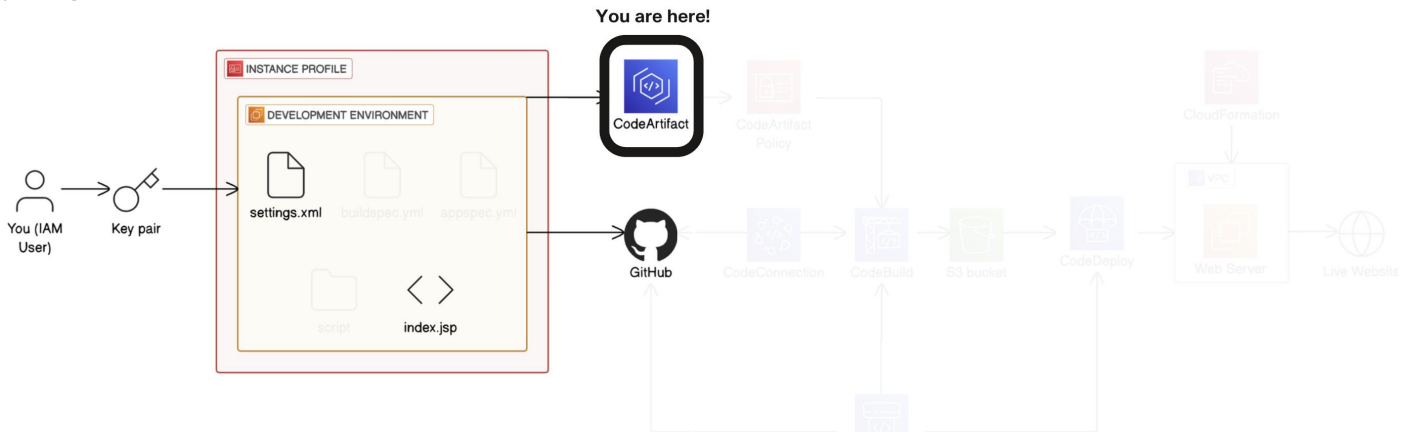 You are here!
INSTANCE PROFILE
DEVELOPMENT ENVIRONMENT
settings.xml
buildspec.yml
appspec.yml
script
index.jsp
You (IAM
User)
Key pair
CodeArtifact
CodeArtifact
Policy
GitHub
CodeConnection
CodeBuild
S3 bucket
CodeDeploy
CloudFormation
VPC
Web Server
Live Website